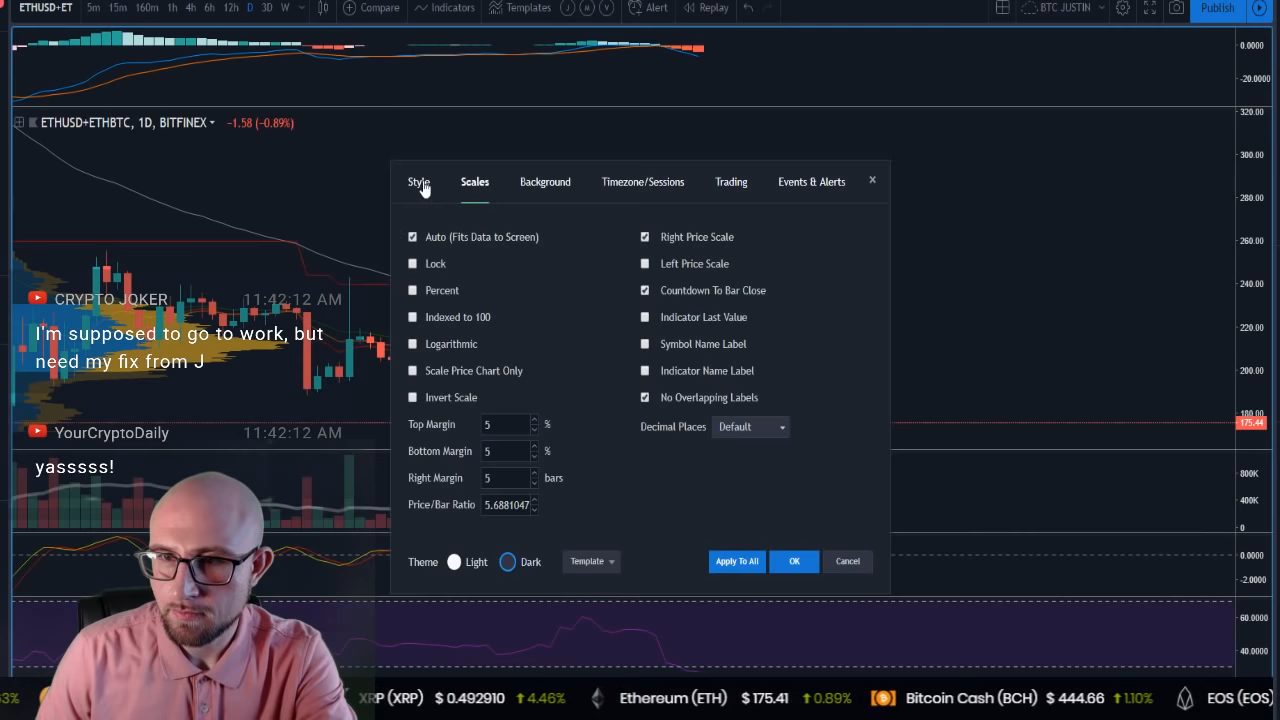 ETHUSD+ET 5m 15m 160m 1h 4h 6h 12h D 3D W Compare Indicators Templates Alert Replay BTC JUSTIN Publish
0.0000
-20.0000
ETHUSD+ETHBTC, 1D, BITFINEX −1.58 (−0.89%)
320.00
300.00
280.00
260.00
240.00
220.00
200.00
180.00
175.44
800K
400K
0
0.0000
-2.0000
60.0000
40.0000
Style Scales Background Timezone/Sessions Trading Events & Alerts x
Auto (Fits Data to Screen) Right Price Scale
Lock Left Price Scale
Percent Countdown To Bar Close
Indexed to 100 Indicator Last Value
Logarithmic Symbol Name Label
Scale Price Chart Only Indicator Name Label
Invert Scale No Overlapping Labels
Top Margin 5 % Decimal Places Default
Bottom Margin 5 %
Right Margin 5 bars
Price/Bar Ratio 5.6881047
Theme Light Dark Template Apply To All OK Cancel
CRYPTO JOKER 11:42:12 AM
I'm supposed to go to work, but
need my fix from J
YourCryptoDaily 11:42:12 AM
yasssss!
3% XRP (XRP) $ 0.492910 4.46% Ethereum (ETH) $ 175.41 0.89% Bitcoin Cash (BCH) $ 444.66 1.10% EOS (EOS)